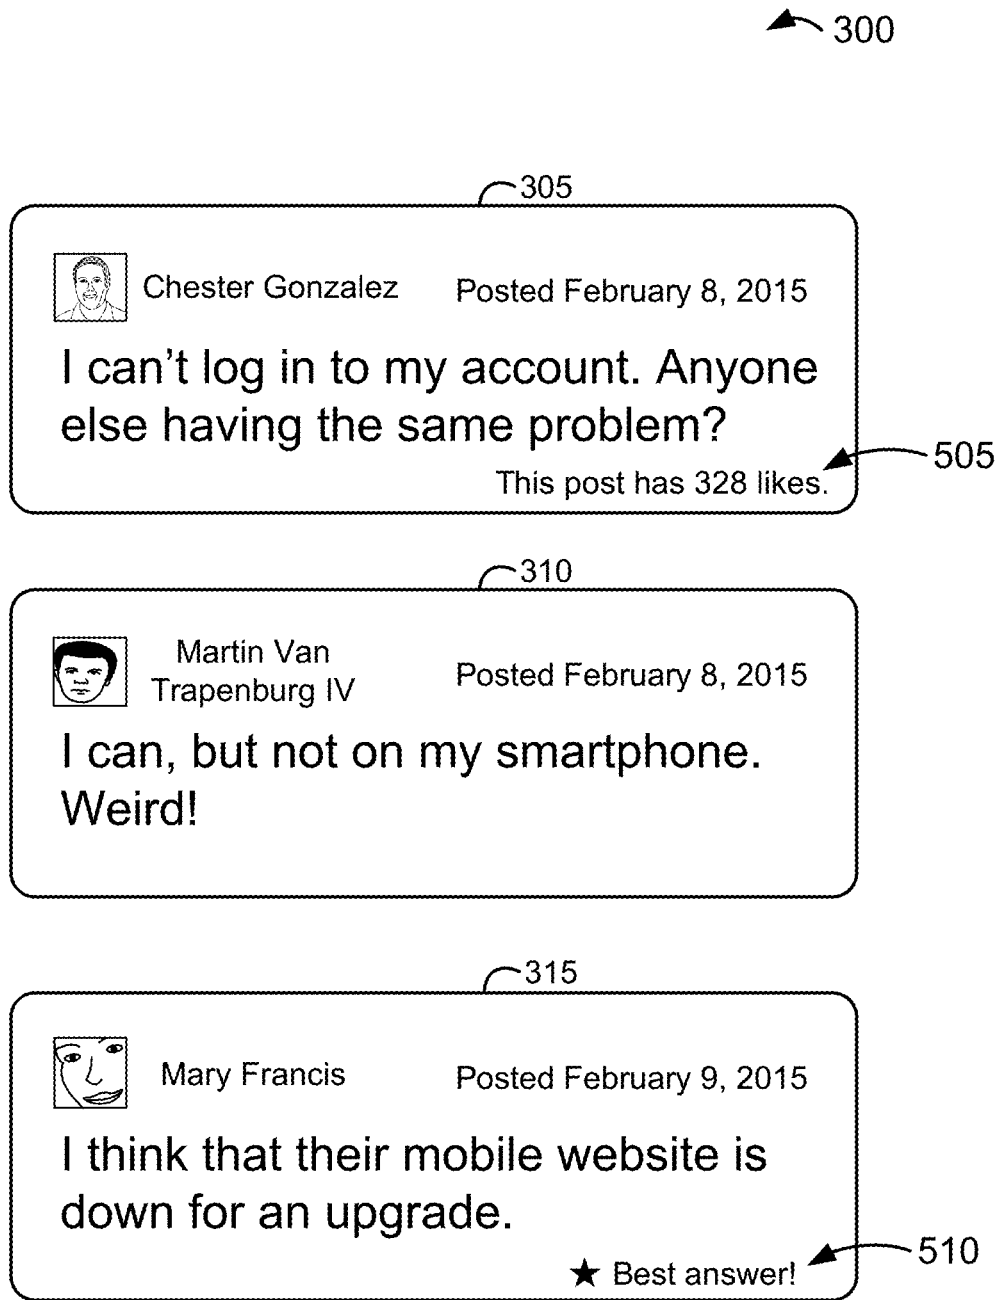 300
305
Chester Gonzalez Posted February 8, 2015
I can’t log in to my account. Anyone
else having the same problem?
505
This post has 328 likes.
310
Martin Van
Trapenburg IV
Posted February 8, 2015
I can, but not on my smartphone.
Weird!
315
Mary Francis Posted February 9, 2015
I think that their mobile website is
down for an upgrade.
510
★ Best answer!